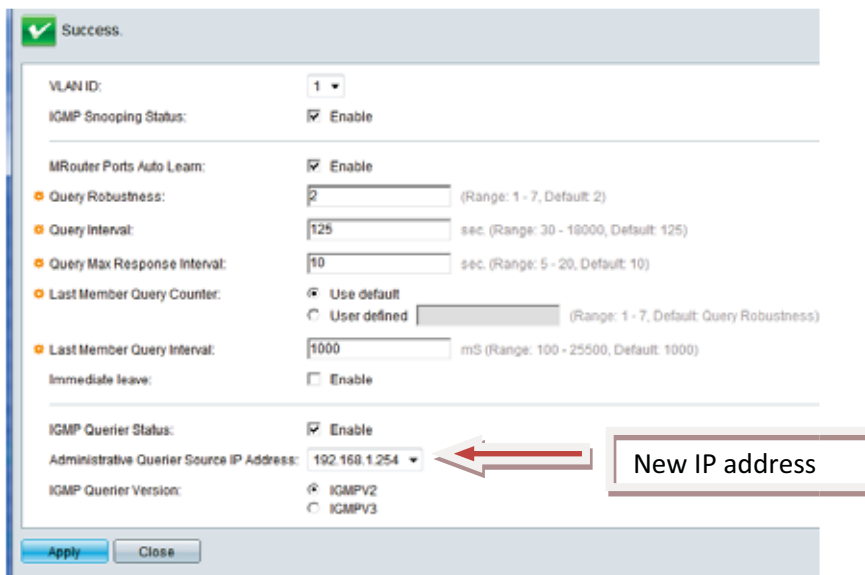 Success.
VLAN ID: 1
IGMP Snooping Status: Enable
MRouter Ports Auto Learn: Enable
Query Robustness: 2 (Range: 1 - 7, Default: 2)
Query Interval: 125 sec. (Range: 30 - 18000, Default: 125)
Query Max Response Interval: 10 sec. (Range: 5 - 20, Default: 10)
Last Member Query Counter: Use default
User defined (Range: 1 - 7, Default: Query Robustness)
Last Member Query Interval: 1000 mS (Range: 100 - 25500, Default: 1000)
Immediate leave: Enable
IGMP Querier Status: Enable
Administrative Querier Source IP Address: 192.168.1.254 New IP address
IGMP Querier Version: IGMPV2
IGMPV3
Apply Close